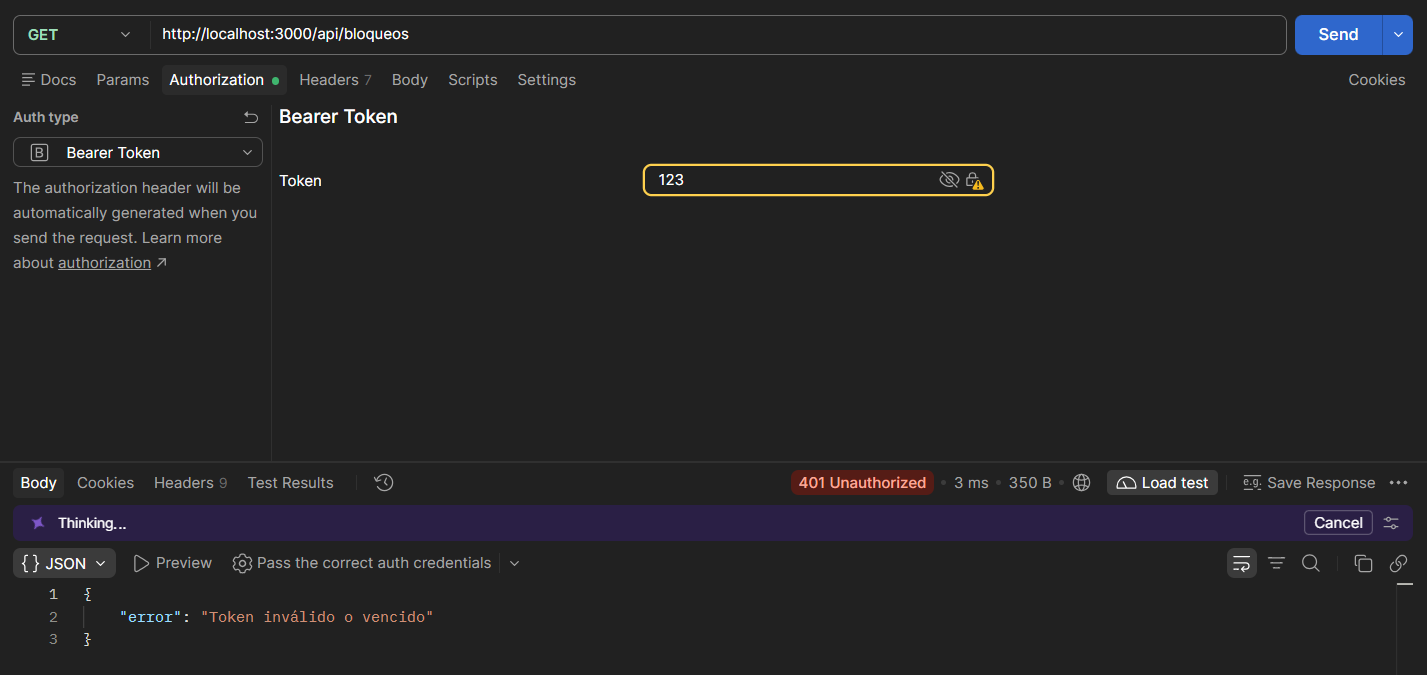 GET http://localhost:3000/api/bloqueos Send
Docs Params Authorization Headers 7 Body Scripts Settings Cookies
Auth type
B Bearer Token
The authorization header will be
automatically generated when you
send the request. Learn more
about authorization ↗
Bearer Token
Token 123
Body Cookies Headers 9 Test Results 401 Unauthorized • 3 ms • 350 B • Load test e.g. Save Response
Thinking... Cancel
{} JSON Preview Pass the correct auth credentials
1 {
2 "error": "Token inválido o vencido"
3 }